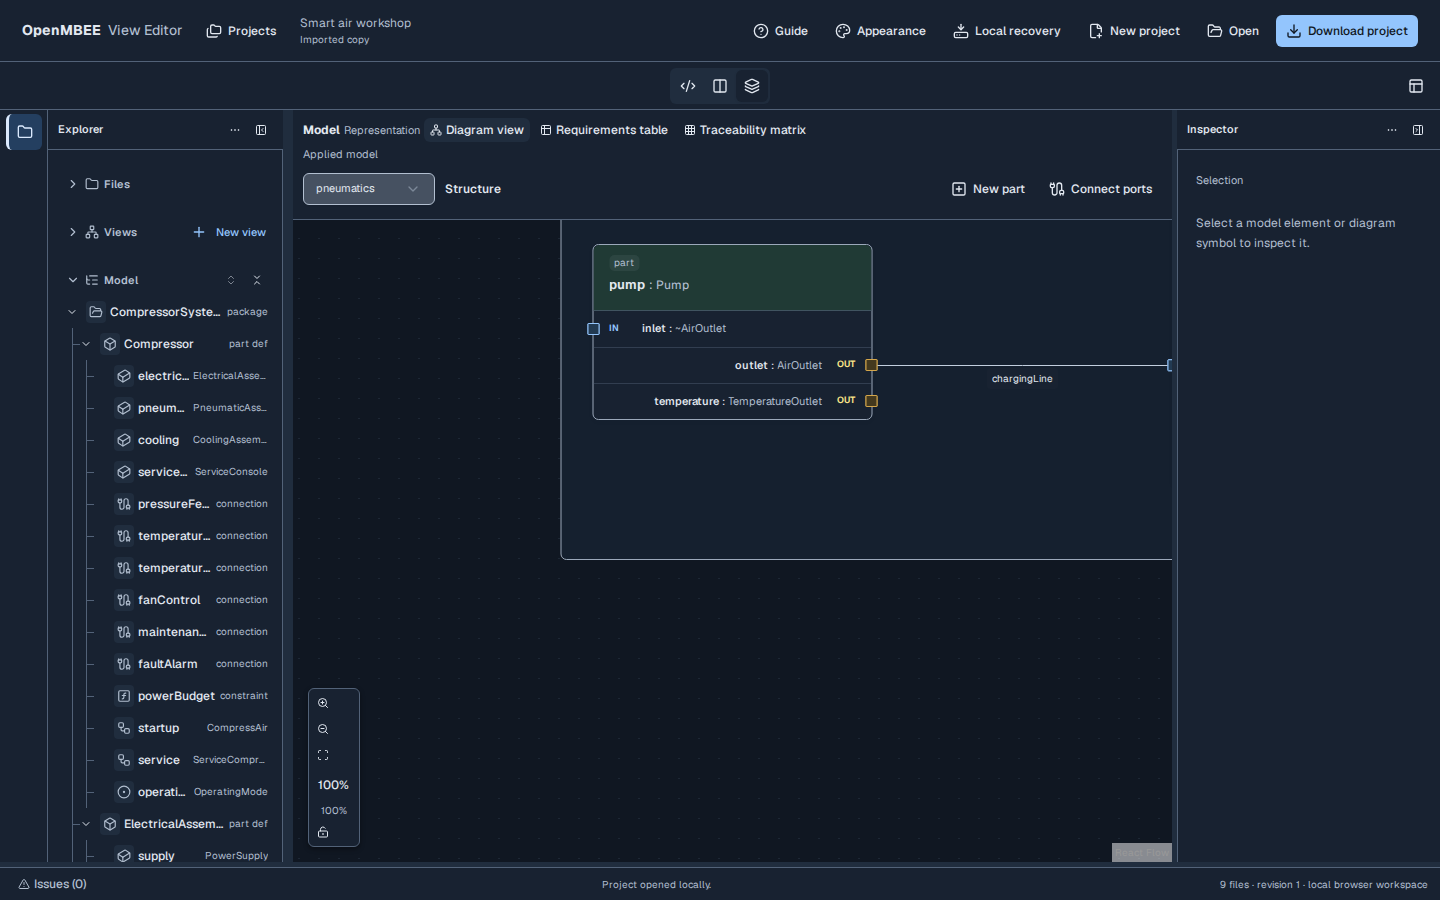 OpenMBEE View Editor
Projects
Smart air workshop
Imported copy
Guide
Appearance
Local recovery
New project
Open
Download project
Explorer
Model Representation
Diagram view
Requirements table
Traceability matrix
Inspector
Applied model
pneumatics
Structure
New part
Connect ports
Selection
Select a model element or diagram
symbol to inspect it.
Files
Views
New view
Model
CompressorSyste... package
Compressor part def
electric... ElectricalAsse...
pneum... PneumaticAss...
cooling CoolingAssem...
service... ServiceConsole
pressureFe... connection
temperatur... connection
temperatur... connection
fanControl connection
maintenan... connection
faultAlarm connection
powerBudget constraint
startup CompressAir
service ServiceCompr...
operati... OperatingMode
ElectricalAssem... part def
supply PowerSupply
part
pump : Pump
IN inlet : ~AirOutlet
outlet : AirOutlet OUT
chargingLine
temperature : TemperatureOutlet OUT
100%
100%
React Flow
Issues (0)
Project opened locally.
9 files · revision 1 · local browser workspace